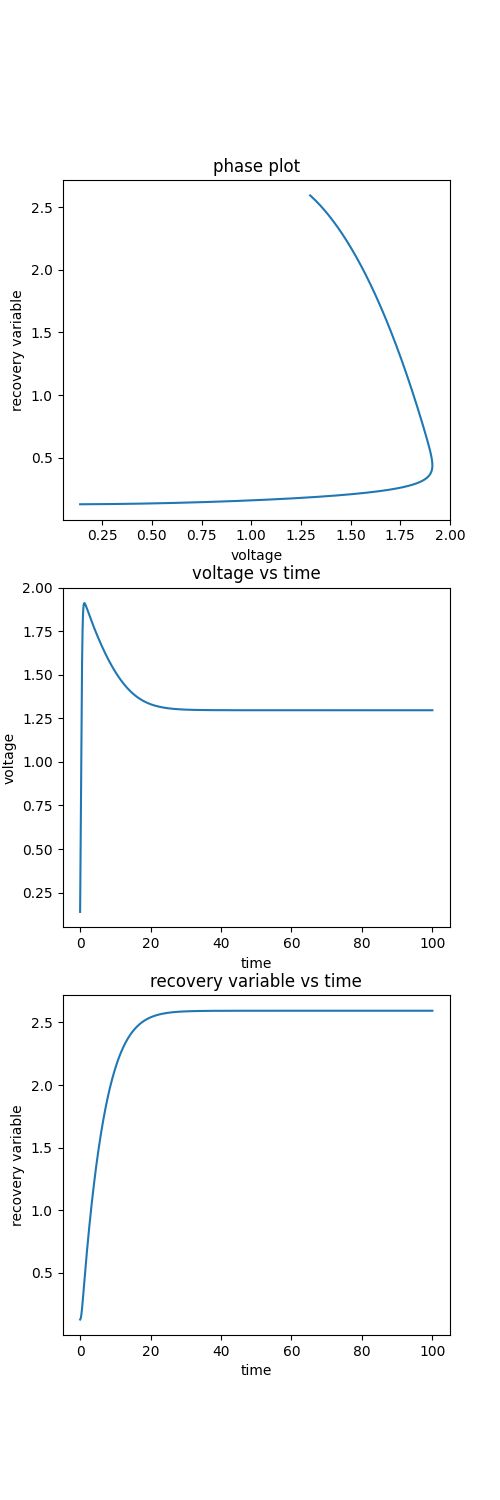 phase plot
2.5
2.0
1.5
1.0
0.5
recovery variable
0.25 0.50 0.75 1.00 1.25 1.50 1.75 2.00
voltage
voltage vs time
2.00
1.75
1.50
1.25
1.00
0.75
0.50
0.25
voltage
0 20 40 60 80 100
time
recovery variable vs time
2.5
2.0
1.5
1.0
0.5
recovery variable
0 20 40 60 80 100
time